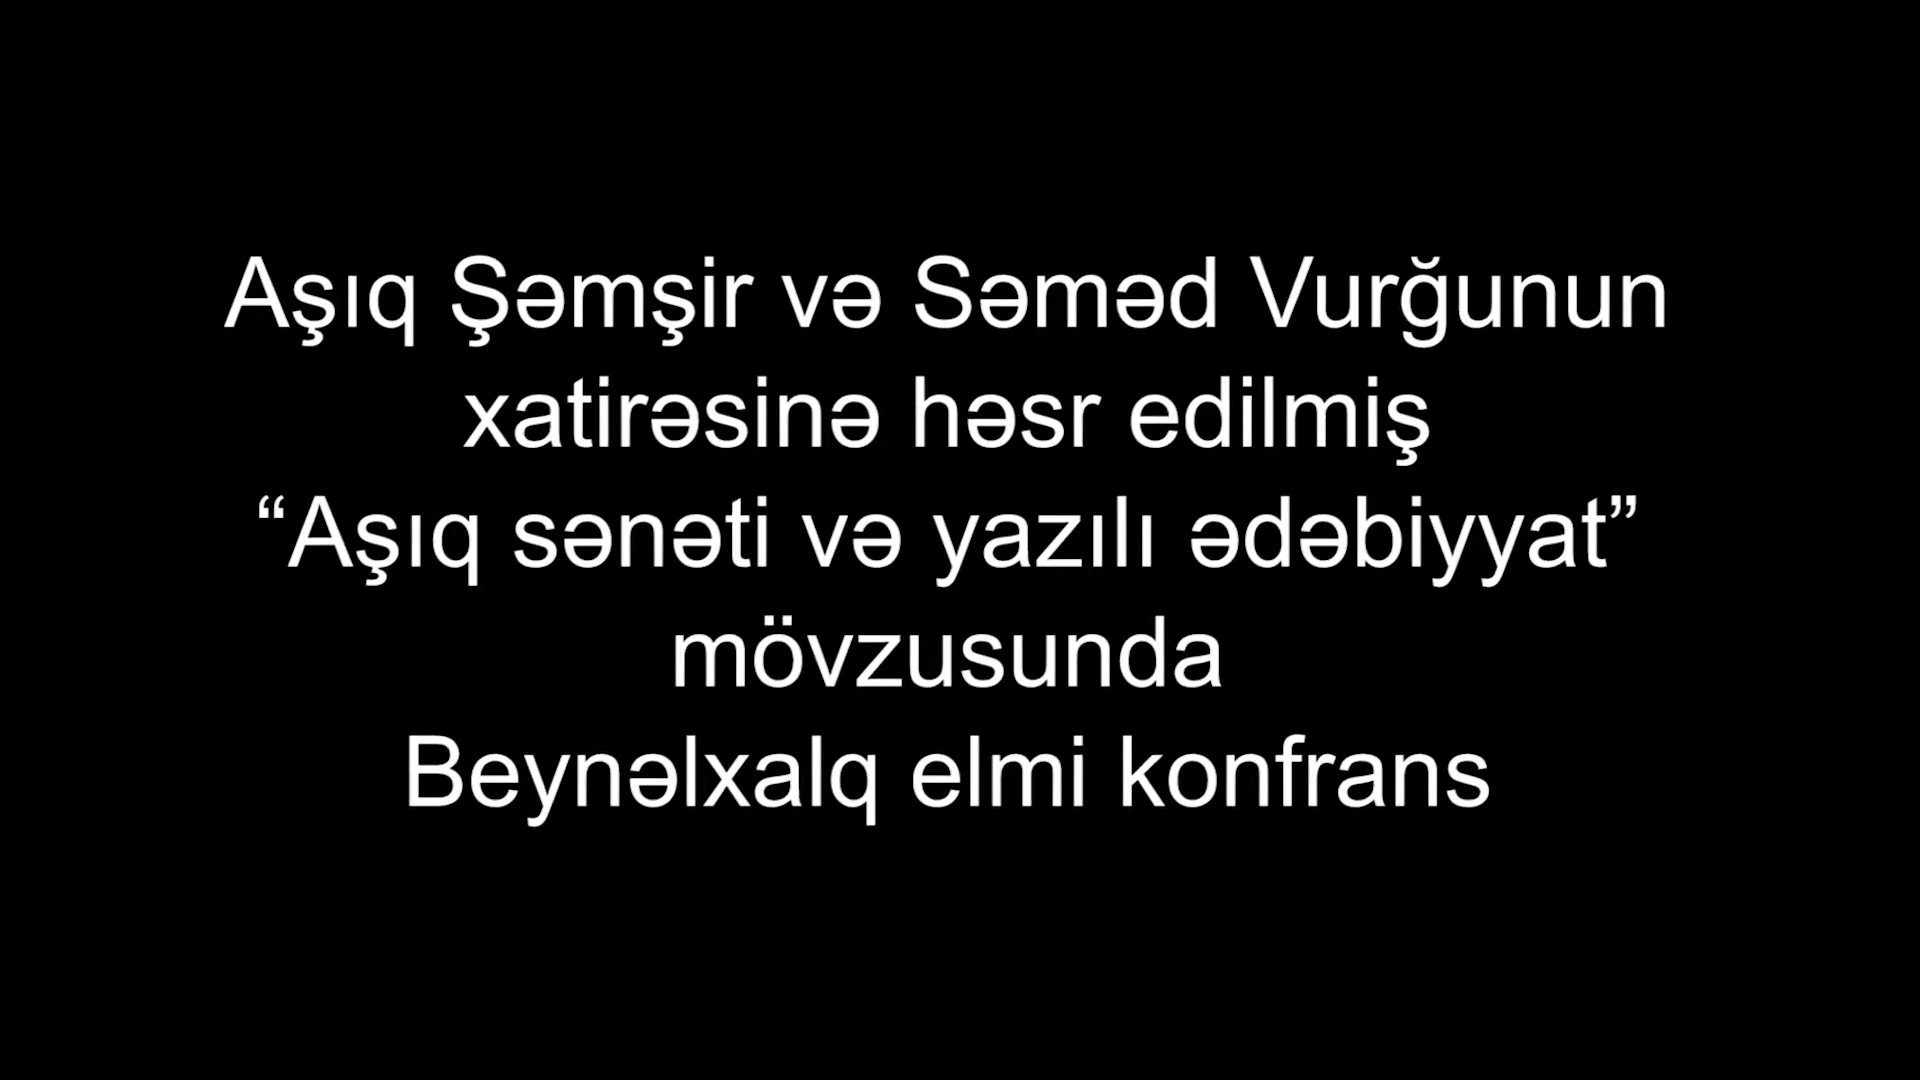 Aşıq Şəmşir və Səməd Vurğunun
xatirəsinə həsr edilmiş
“Aşıq sənəti və yazılı ədəbiyyat”
mövzusunda
Beynəlxalq elmi konfrans